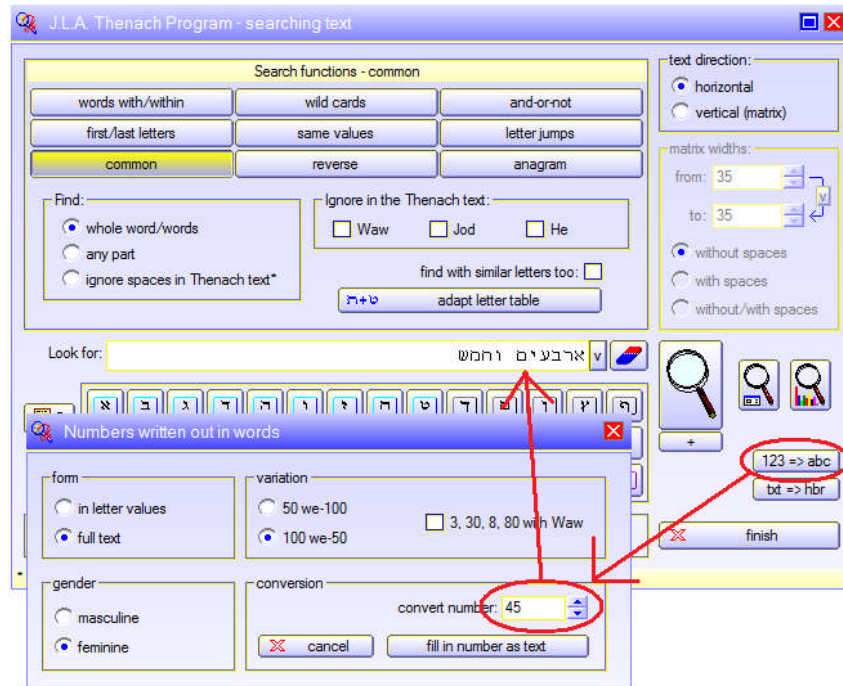 J.L.A. Thenach Program - searching text
Search functions - common
words with/within wild cards and-or-not
first/last letters same values letter jumps
common reverse anagram
Find:
whole word/words
any part
ignore spaces in Thenach text*
Ignore in the Thenach text:
Waw Jod He
find with similar letters too:
ט+ת adapt letter table
text direction:
horizontal
vertical (matrix)
matrix widths:
from: 35
to: 35
v
without spaces
with spaces
without/with spaces
Look for: ארבעים וחמש v
א ב ג ד ה ו ז ח ט ך ם ן ץ ף
+
123 => abc
txt => hbr
finish
*
Numbers written out in words
form
in letter values
full text
variation
50 we-100
100 we-50
3, 30, 8, 80 with Waw
gender
masculine
feminine
conversion
convert number: 45
cancel fill in number as text